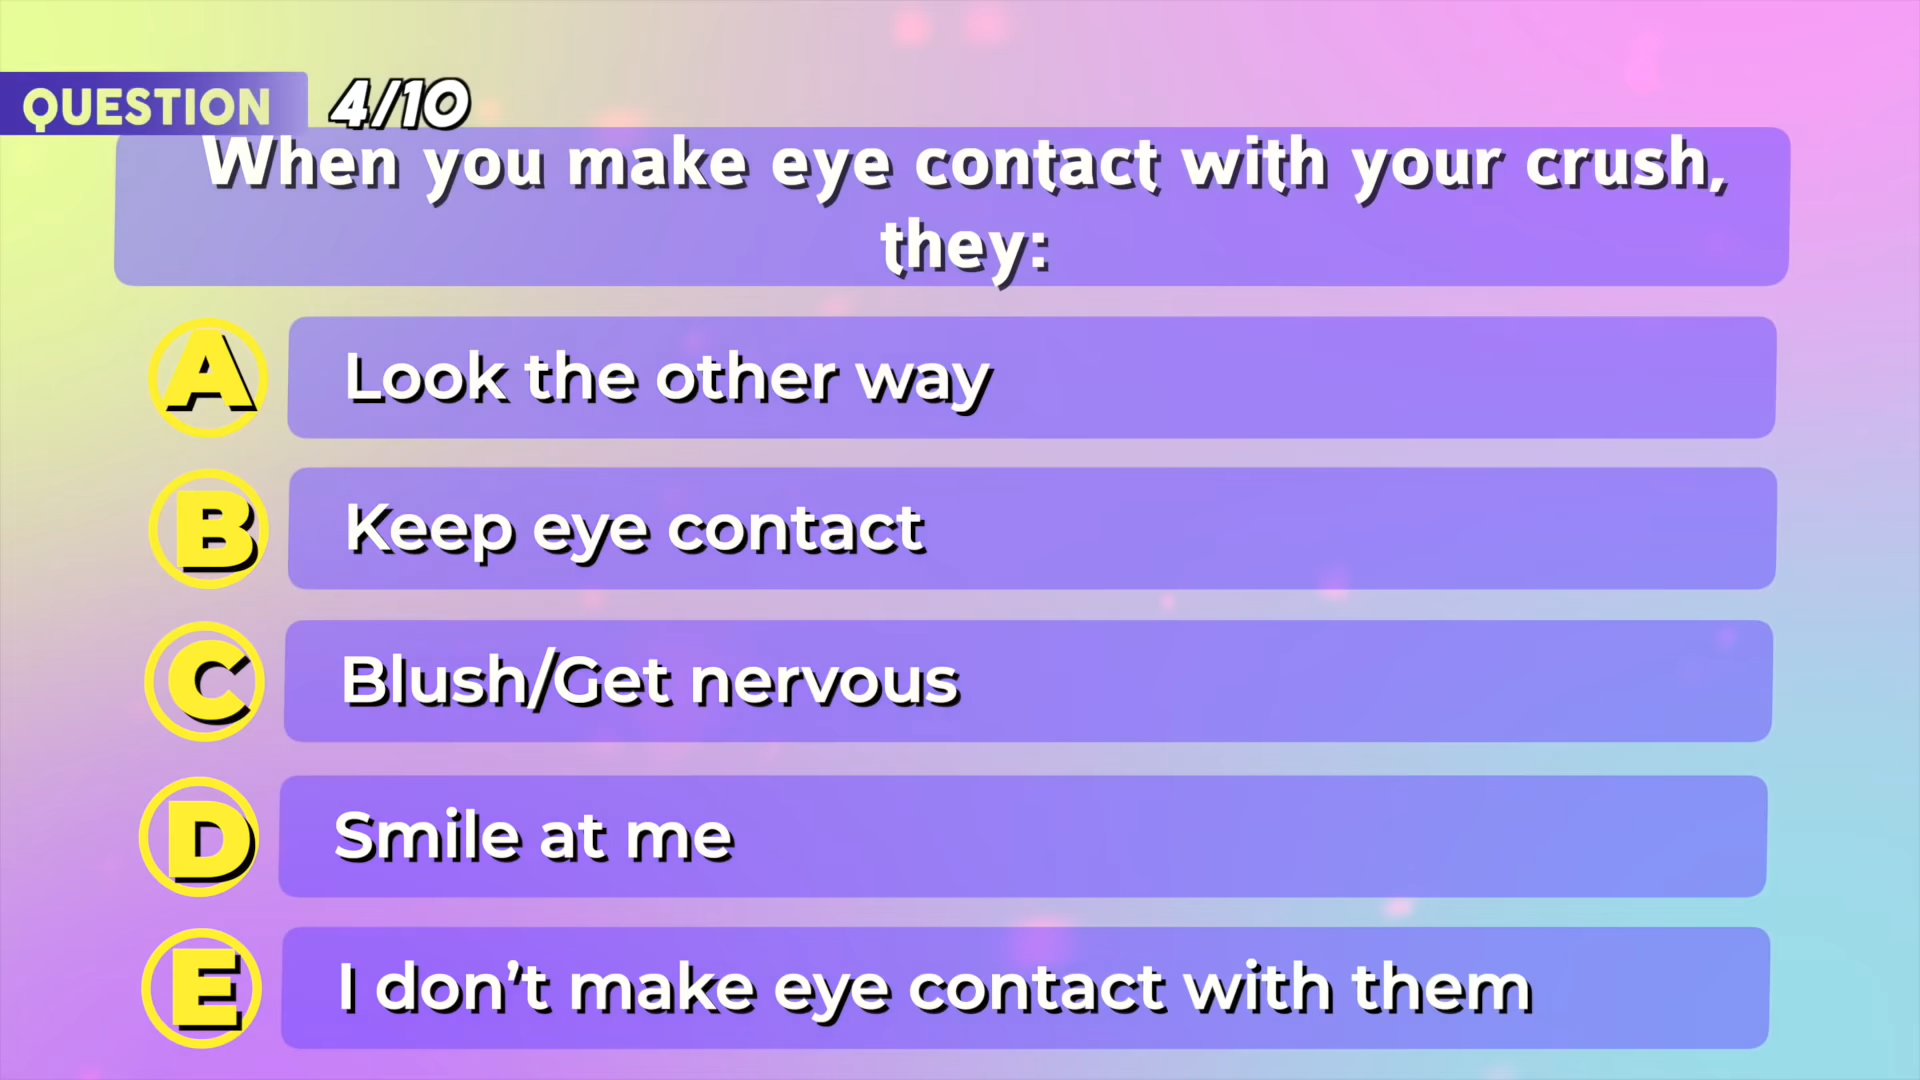 QUESTION 4/10
When you make eye contact with your crush,
they:
A Look the other way
B Keep eye contact
C Blush/Get nervous
D Smile at me
E I don’t make eye contact with them